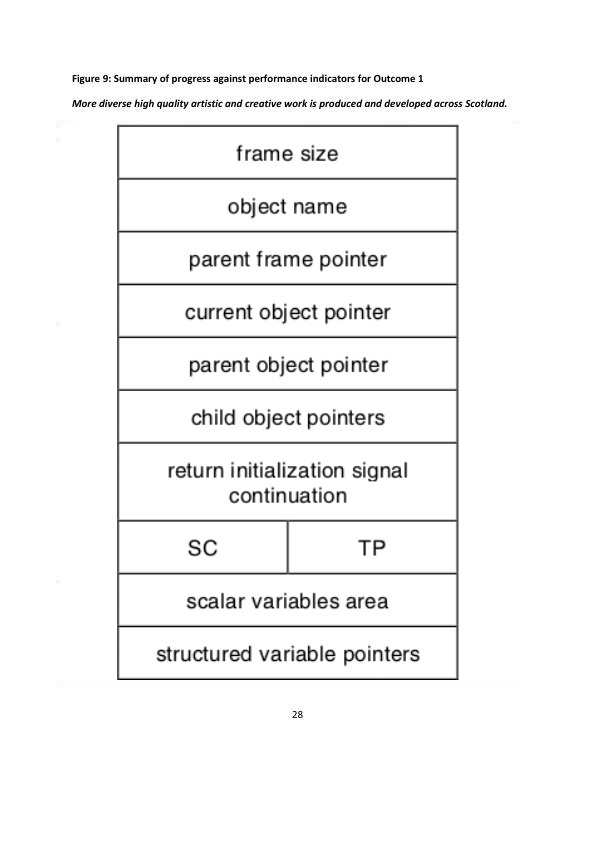 Figure 9: Summary of progress against performance indicators for Outcome 1
More diverse high quality artistic and creative work is produced and developed across Scotland.
frame size
object name
parent frame pointer
current object pointer
parent object pointer
child object pointers
return initialization signal
continuation
SC TP
scalar variables area
structured variable pointers
28